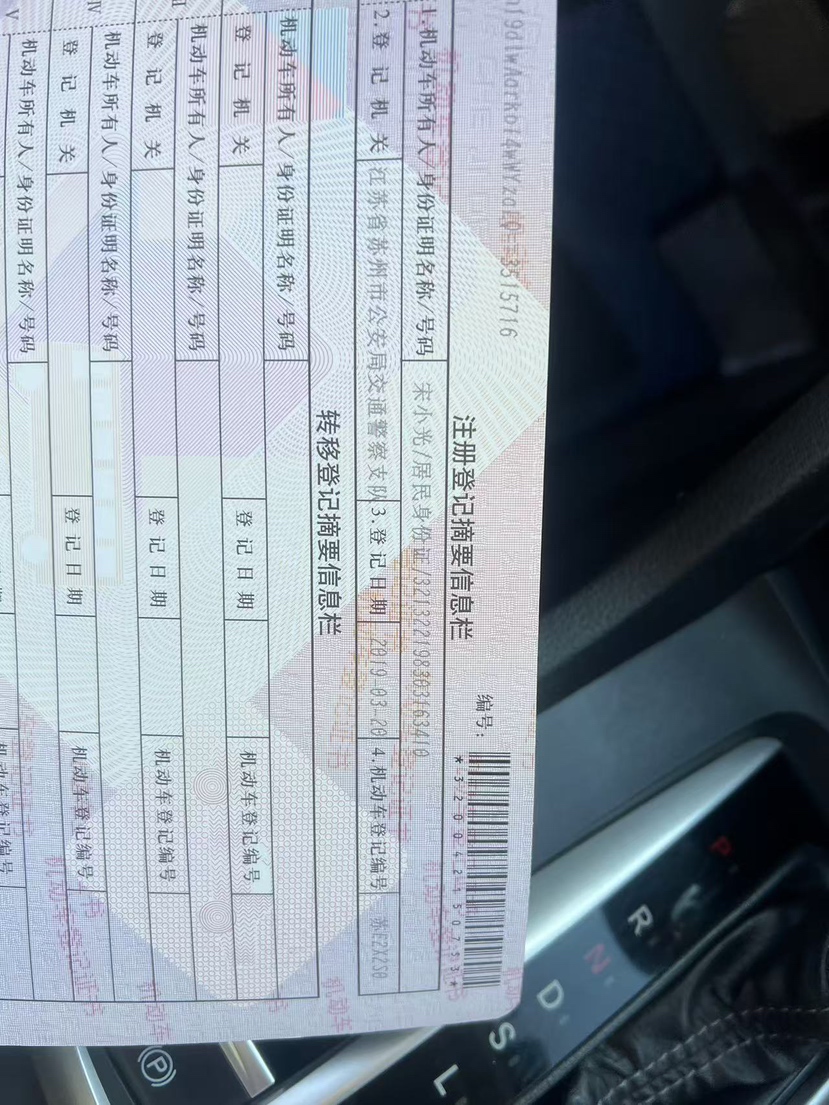 注册登记摘要信息栏
编号:
1.机动车所有人/身份证明名称/号码 宋小光/居民身份证/321322198303163410
2.登记机关 江苏省苏州市公安局交通警察支队 3.登记日期 2019-03-20 4.机动车登记编号
转移登记摘要信息栏
机动车所有人/身份证明名称/号码
登记机关 登记日期 机动车登记编号
机动车所有人/身份证明名称/号码
登记机关 登记日期 机动车登记编号
IV 机动车所有人/身份证明名称/号码
登记机关 登记日期 机动车登记编号
V 机动车所有人/身份证明名称/号码
P
R
N
D
S
L
(P)